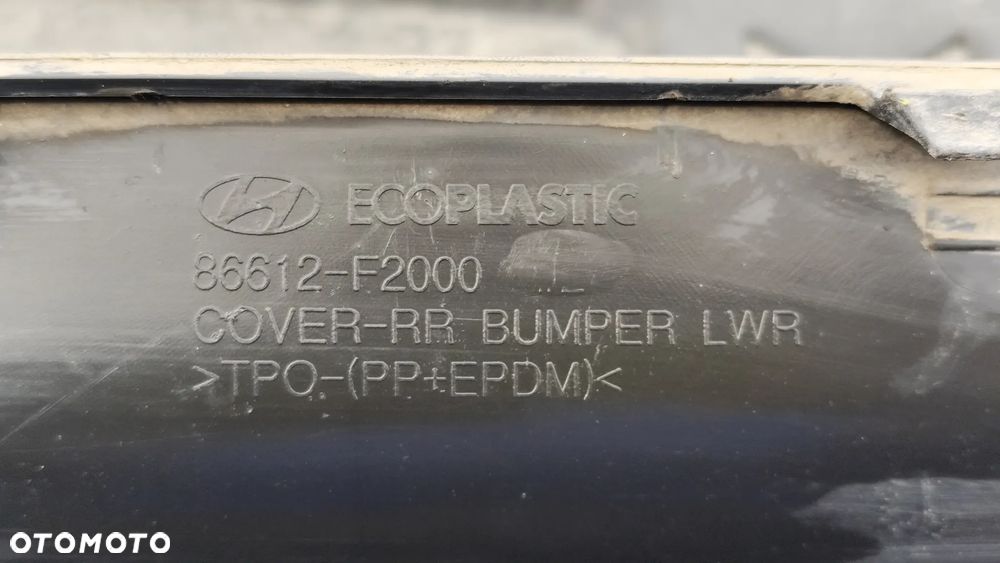 ECOPLASTIC
86612-F2000
COVER-RR BUMPER LWR
>TPO-(PP+EPDM)<
OTOMOTO